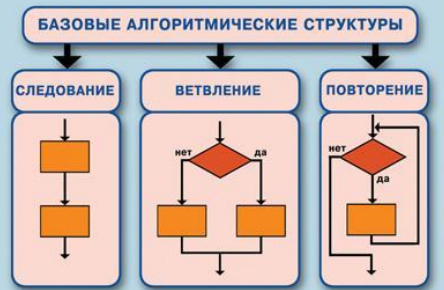 БАЗОВЫЕ АЛГОРИТМИЧЕСКИЕ СТРУКТУРЫ
СЛЕДОВАНИЕ
ВЕТВЛЕНИЕ
ПОВТОРЕНИЕ
нет
да
нет
да